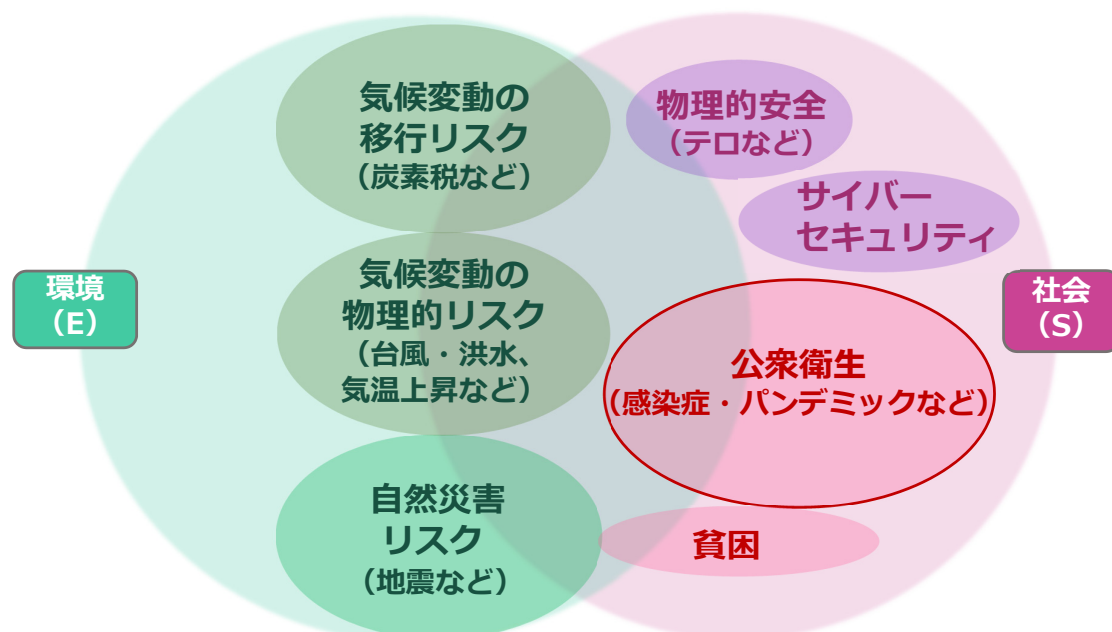 気候変動の
移行リスク
（炭素税など）
物理的安全
（テロなど）
サイバー
セキュリティ
環境
（E）
気候変動の
物理的リスク
（台風・洪水、
気温上昇など）
社会
（S）
公衆衛生
（感染症・パンデミックなど）
自然災害
リスク
（地震など）
貧困